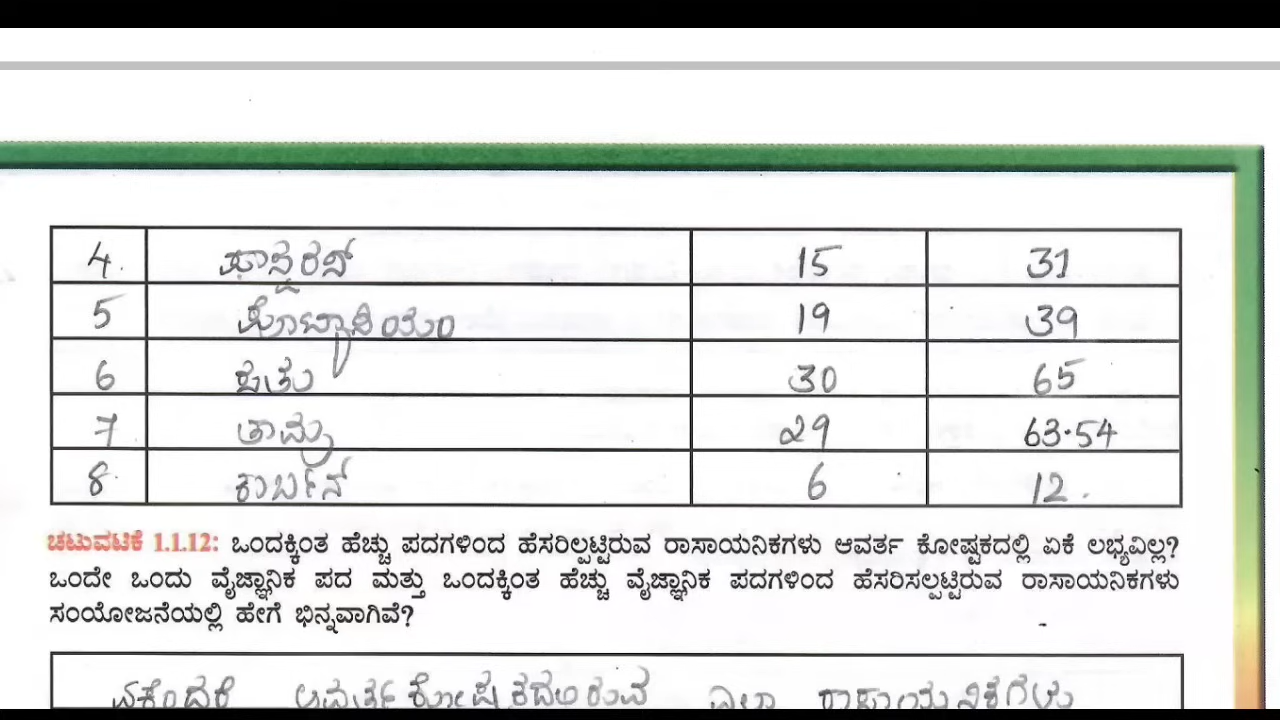 4. ಫಾಸ್ಪರಸ್ 15 31
5 ಪೊಟ್ಯಾಸಿಯಂ 19 39
6 ಸತು 30 65
7 ತಾಮ್ರ 29 63.54
8. ಕಾರ್ಬನ್ 6 12.
ಚಟುವಟಿಕೆ 1.1.12: ಒಂದಕ್ಕಿಂತ ಹೆಚ್ಚು ಪದಗಳಿಂದ ಹೆಸರಿಲ್ಪಟ್ಟಿರುವ ರಾಸಾಯನಿಕಗಳು ಆವರ್ತ ಕೋಷ್ಟಕದಲ್ಲಿ ಏಕೆ ಲಭ್ಯವಿಲ್ಲ?
ಒಂದೇ ಒಂದು ವೈಜ್ಞಾನಿಕ ಪದ ಮತ್ತು ಒಂದಕ್ಕಿಂತ ಹೆಚ್ಚು ವೈಜ್ಞಾನಿಕ ಪದಗಳಿಂದ ಹೆಸರಿಸಲ್ಪಟ್ಟಿರುವ ರಾಸಾಯನಿಕಗಳು
ಸಂಯೋಜನೆಯಲ್ಲಿ ಹೇಗೆ ಭಿನ್ನವಾಗಿವೆ?
ಏಕೆಂದರೆ ಆವರ್ತಕೋಷ್ಟಕದಲ್ಲಿರುವ ಎಲ್ಲಾ ರಾಸಾಯನಿಕಗಳು